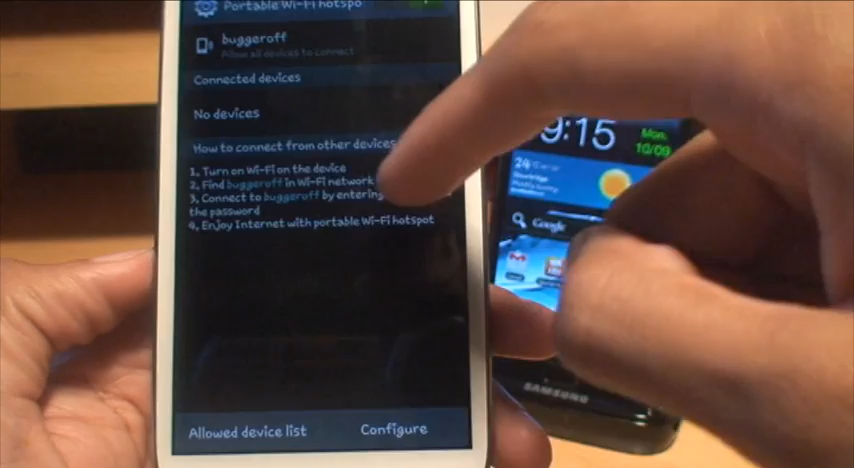 Portable Wi-Fi hotspo
buggeroff
Allow all devices to connect
Connected devices
No devices
How to connect from other devices
1. Turn on Wi-Fi on the device
2. Find buggeroff in Wi-Fi network
3. Connect to buggeroff by entering
the password
4. Enjoy Internet with portable Wi-Fi hotspot
Allowed device list
Configure
9:15
Mon,
10/09
24
Google
SAMSUNG